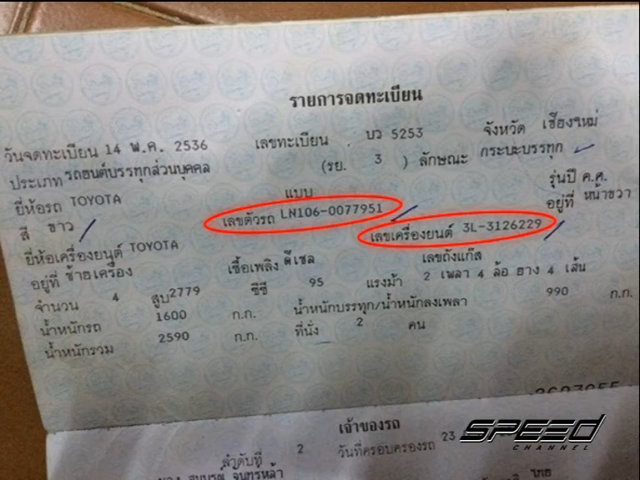 รายการจดทะเบียน
วันจดทะเบียน 14 พ.ค. 2536 เลขทะเบียน บว 5253 จังหวัด เชียงใหม่
ประเภท รถยนต์บรรทุกส่วนบุคคล (รย. 3 ) ลักษณะ กระบะบรรทุก
ยี่ห้อรถ TOYOTA แบบ รุ่นปี ค.ศ.
สี ขาว เลขตัวรถ LN106-0077951 อยู่ที่ หน้าขวา
ยี่ห้อเครื่องยนต์ TOYOTA เลขเครื่องยนต์ 3L-3126229
อยู่ที่ ซ้ายเครื่อง เชื้อเพลิง ดีเซล เลขถังแก๊ส
จำนวน 4 สูบ 2779 ซีซี 95 แรงม้า 2 เพลา 4 ล้อ ยาง 4 เส้น
น้ำหนักรถ 1600 ก.ก. น้ำหนักบรรทุก/น้ำหนักลงเพลา 990 ก.ก.
น้ำหนักรวม 2590 ก.ก. ที่นั่ง 2 คน
เจ้าของรถ
ลำดับที่ 2 วันที่ครอบครองรถ 23
SPEED
CHANNEL
ไทย